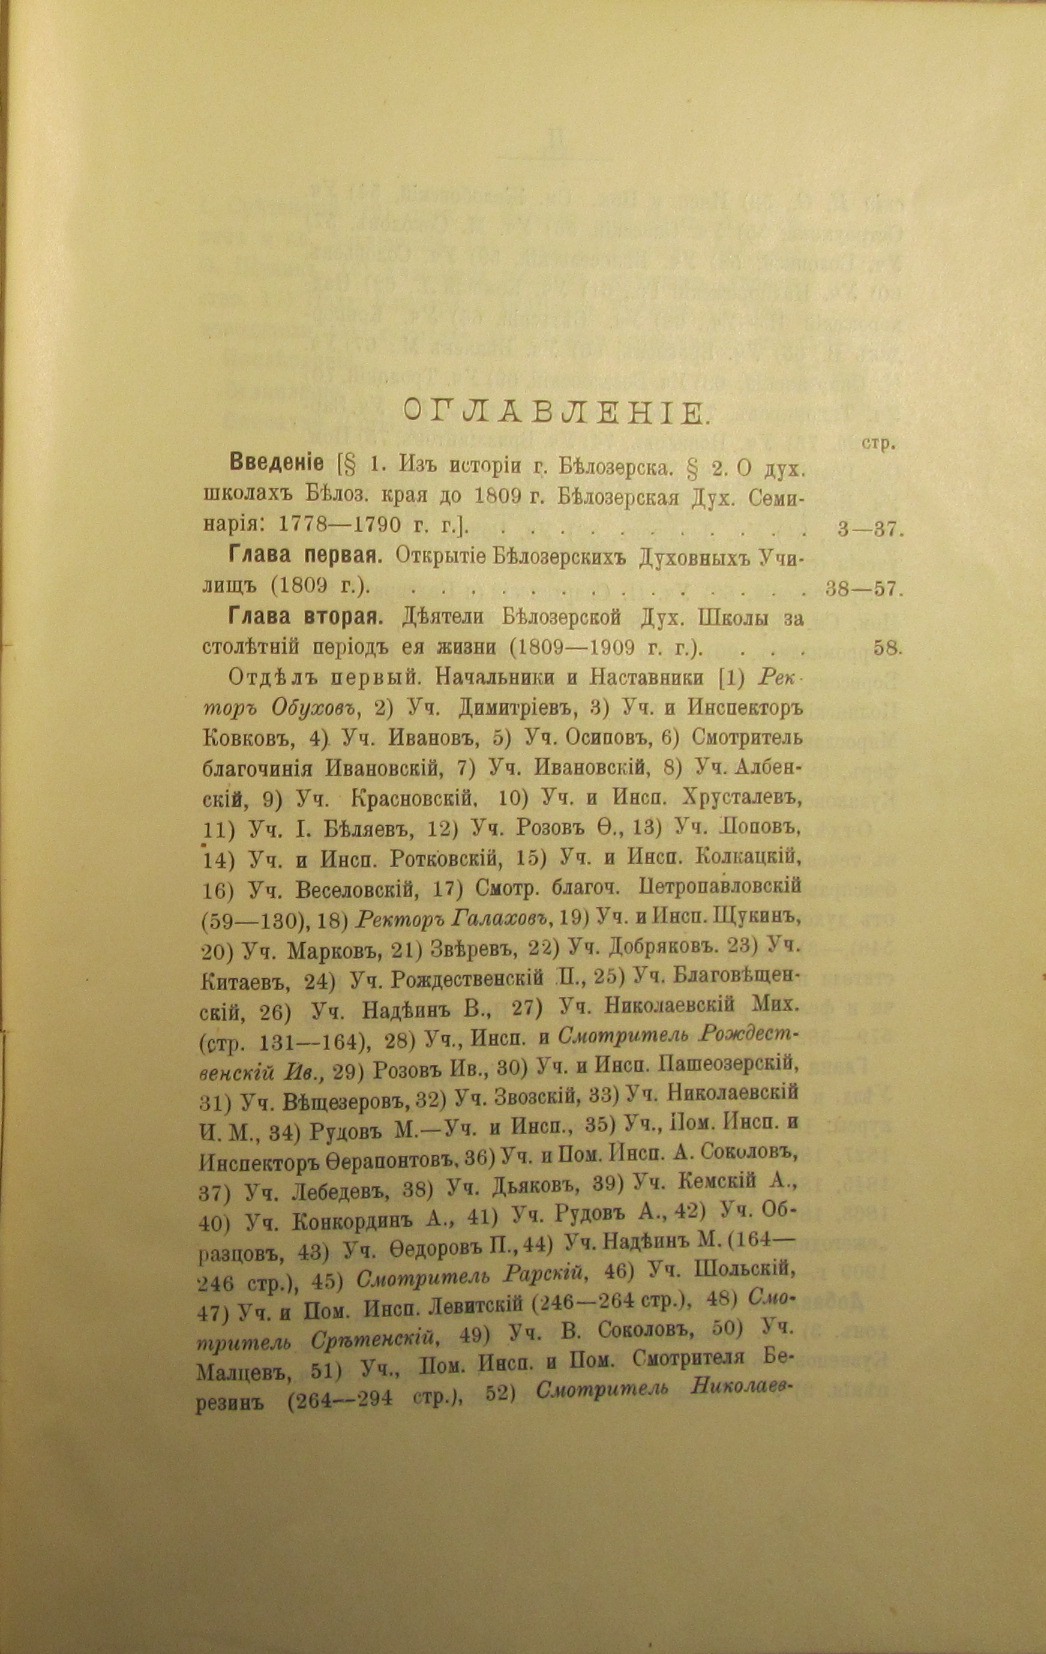 ОГЛАВЛЕНІЕ.
стр.
Введеніе [§ 1. Изъ исторіи г. Бѣлозерска. § 2. О дух.
школахъ Бѣлоз. края до 1809 г. Бѣлозерская Дух. Семи-
нарія: 1778—1790 г. г.]. . . . . . . . . . . . 3—37.
Глава первая. Открытіе Бѣлозерскихъ Духовныхъ Учи-
лищъ (1809 г.). . . . . . . . . . . . . . . 38—57.
Глава вторая. Дѣятели Бѣлозерской Дух. Школы за
столѣтній періодъ ея жизни (1809—1909 г. г.). . . . 58.
Отдѣлъ первый. Начальники и Наставники [1) Рек-
торъ Обуховъ, 2) Уч. Димитріевъ, 3) Уч. и Инспекторъ
Ковковъ, 4) Уч. Ивановъ, 5) Уч. Осиповъ, 6) Смотритель
благочинія Ивановскій, 7) Уч. Ивановскій, 8) Уч. Албен-
скій, 9) Уч. Красновскій, 10) Уч. и Инсп. Хрусталевъ,
11) Уч. І. Бѣляевъ, 12) Уч. Розовъ Ѳ., 13) Уч. Поповъ,
14) Уч. и Инсп. Ротковскій, 15) Уч. и Инсп. Колкацкій,
16) Уч. Веселовскій, 17) Смотр. благоч. Петропавловскій
(59—130), 18) Ректоръ Галаховъ, 19) Уч. и Инсп. Щукинъ,
20) Уч. Марковъ, 21) Звѣревъ, 22) Уч. Добряковъ. 23) Уч.
Китаевъ, 24) Уч. Рождественскій П., 25) Уч. Благовѣщен-
скій, 26) Уч. Надѣинъ В., 27) Уч. Николаевскій Мих.
(стр. 131—164), 28) Уч., Инсп. и Смотритель Рождест-
венскій Ив., 29) Розовъ Ив., 30) Уч. и Инсп. Пашеозерскій,
31) Уч. Вѣщезеровъ, 32) Уч. Звозскій, 33) Уч. Николаевскій
И. М., 34) Рудовъ М.—Уч. и Инсп., 35) Уч., Пом. Инсп. и
Инспекторъ Ѳерапонтовъ, 36) Уч. и Пом. Инсп. А. Соколовъ,
37) Уч. Лебедевъ, 38) Уч. Дьяковъ, 39) Уч. Кемскій А.,
40) Уч. Конкординъ А., 41) Уч. Рудовъ А., 42) Уч. Об-
разцовъ, 43) Уч. Ѳедоровъ П., 44) Уч. Надѣинъ М. (164—
246 стр.), 45) Смотритель Рарскій, 46) Уч. Шольскій,
47) Уч. и Пом. Инсп. Левитскій (246—264 стр.), 48) Смо-
тритель Срѣтенскій, 49) Уч. В. Соколовъ, 50) Уч.
Малцевъ, 51) Уч., Пом. Инсп. и Пом. Смотрителя Бе-
резинъ (264—294 стр.), 52) Смотритель Николаев-